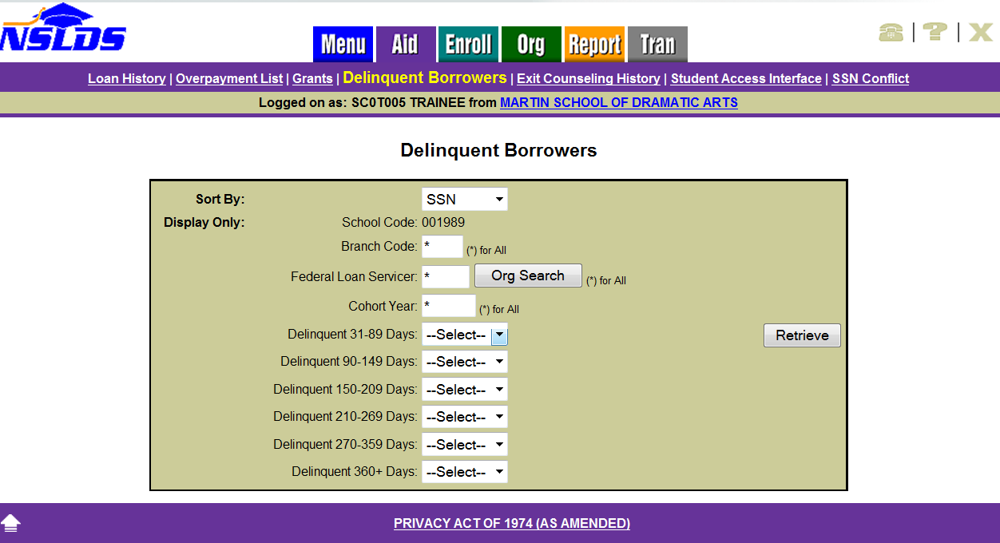 NSLDS
Menu Aid Enroll Org Report Tran
Loan History | Overpayment List | Grants | Delinquent Borrowers | Exit Counseling History | Student Access Interface | SSN Conflict
Logged on as: SC0T005 TRAINEE from MARTIN SCHOOL OF DRAMATIC ARTS
Delinquent Borrowers
Sort By: SSN
Display Only: School Code: 001989
Branch Code: * (*) for All
Federal Loan Servicer: * Org Search (*) for All
Cohort Year: * (*) for All
Delinquent 31-89 Days: --Select-- Retrieve
Delinquent 90-149 Days: --Select--
Delinquent 150-209 Days: --Select--
Delinquent 210-269 Days: --Select--
Delinquent 270-359 Days: --Select--
Delinquent 360+ Days: --Select--
PRIVACY ACT OF 1974 (AS AMENDED)